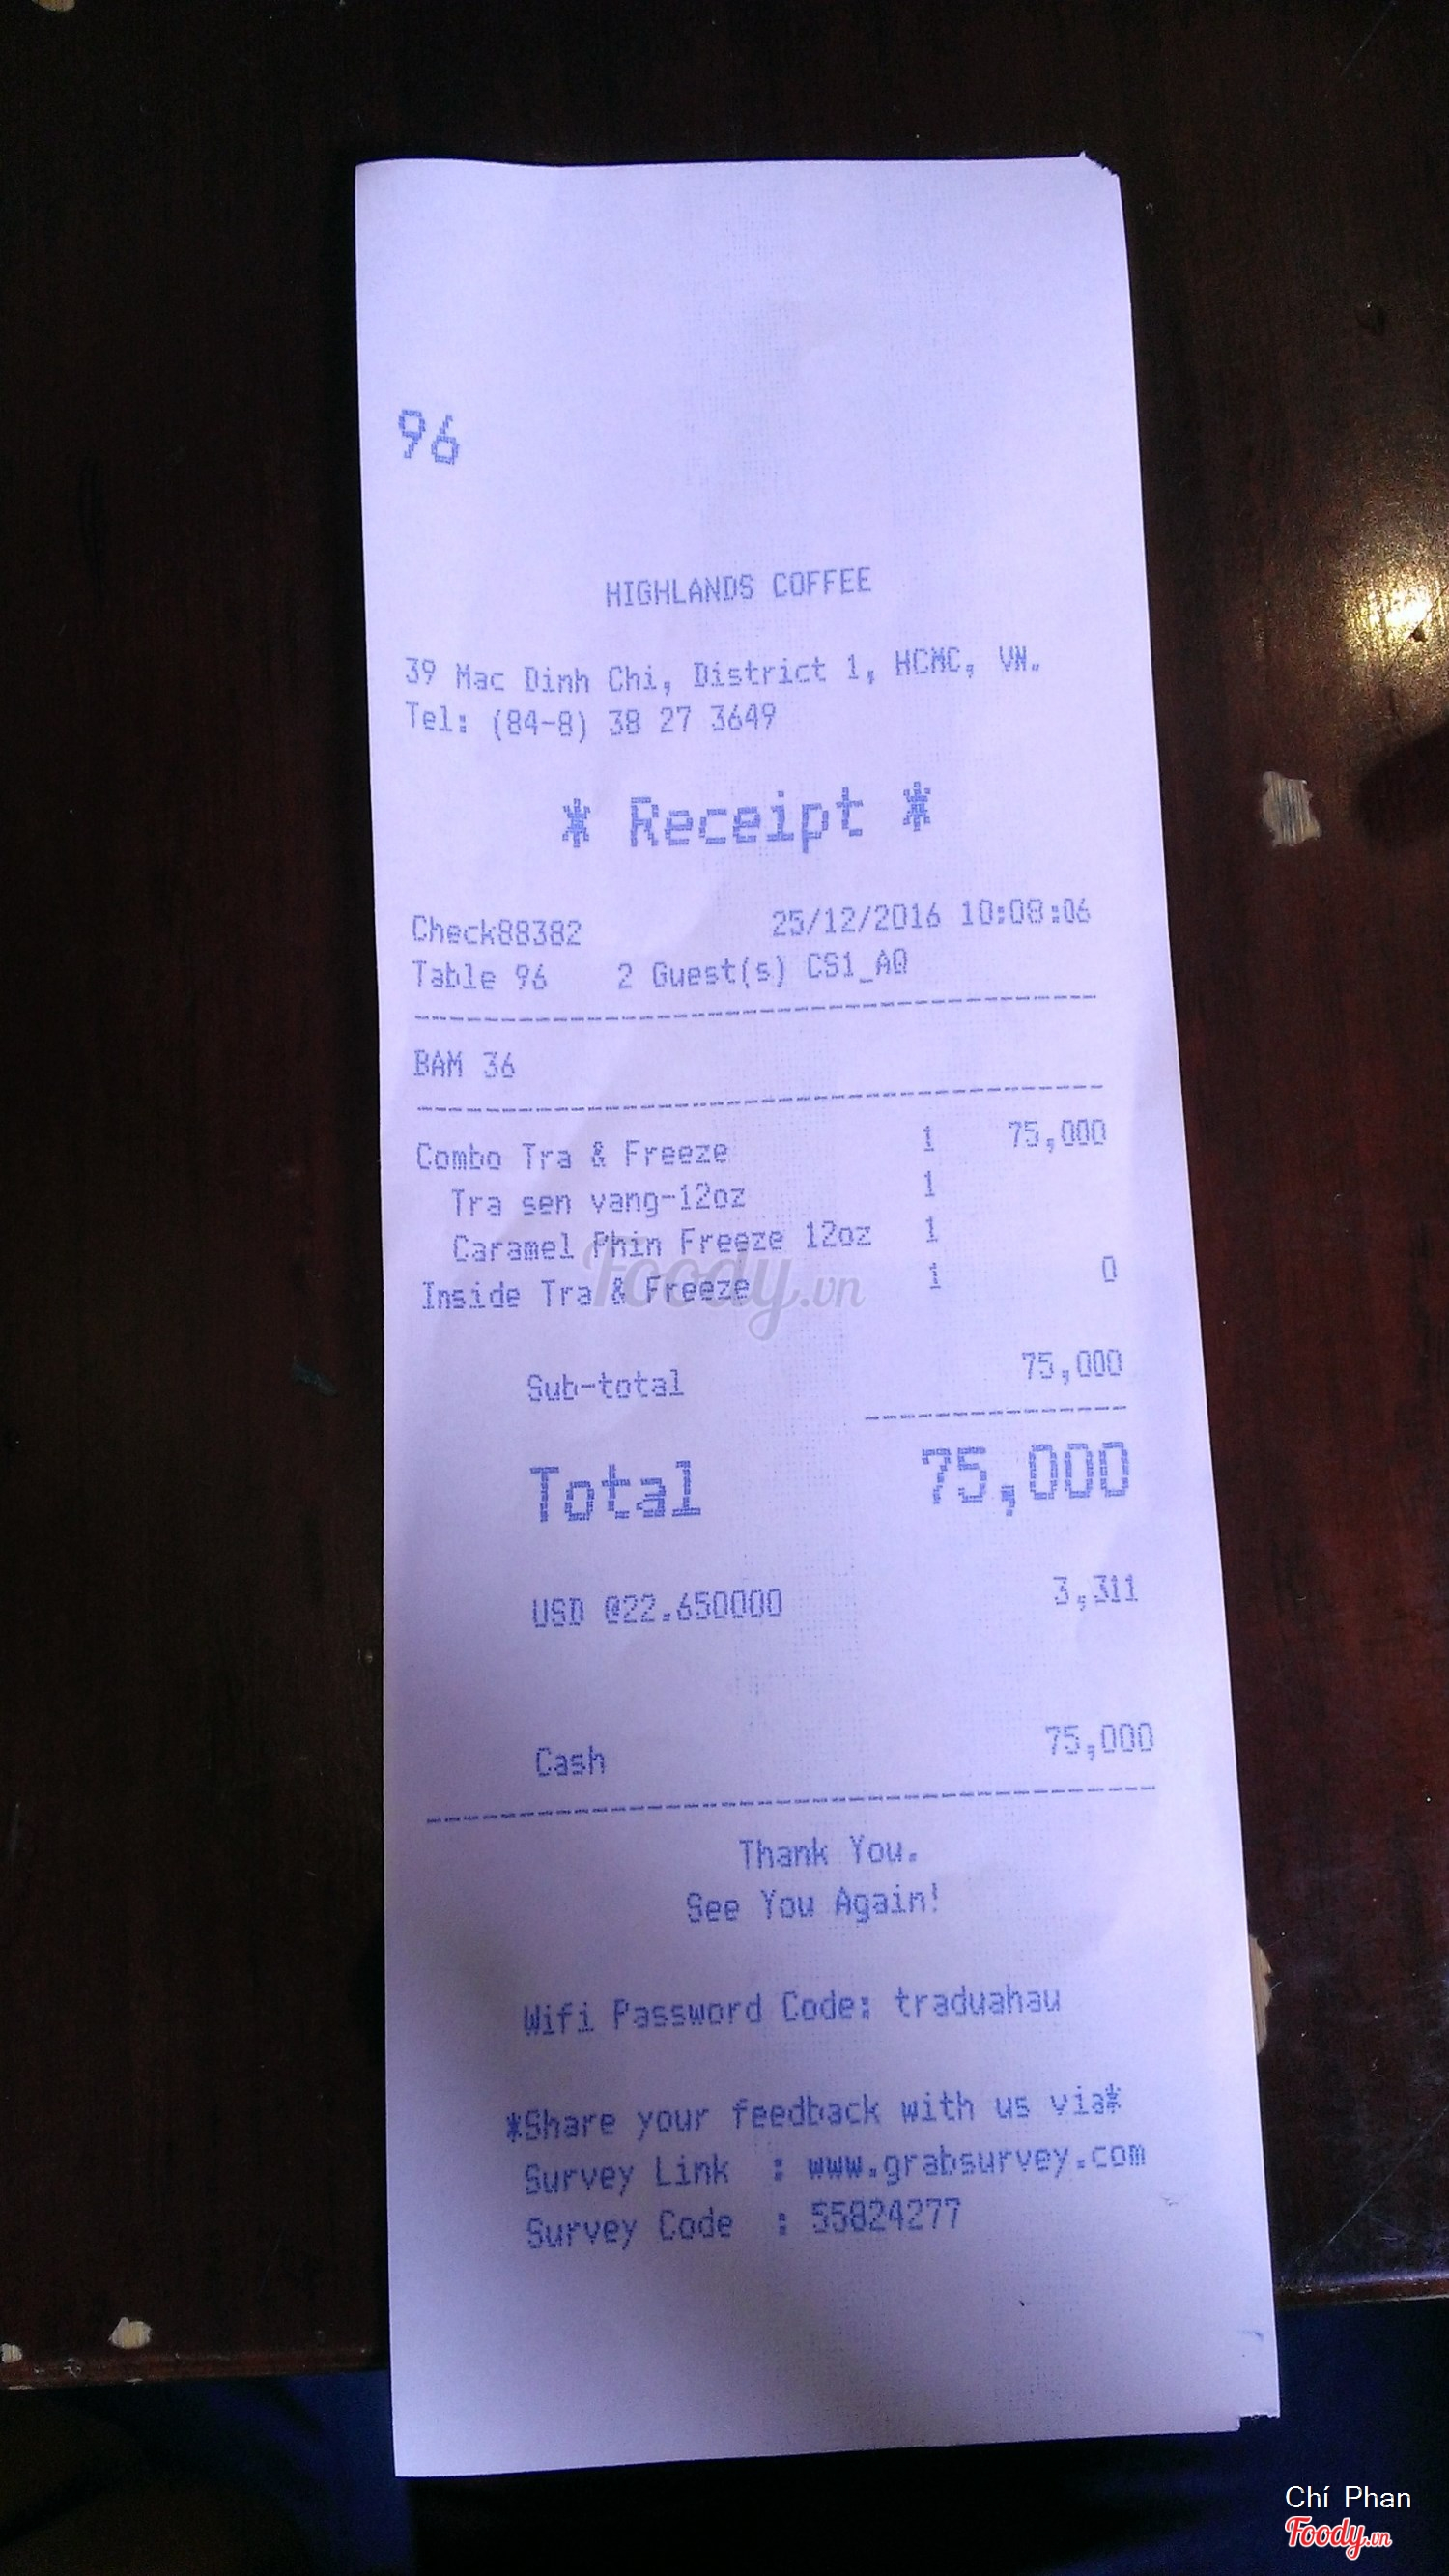 96
HIGHLANDS COFFEE
39 Mac Dinh Chi, District 1, HCMC, VN.
Tel: (84-8) 38 27 3649
* Receipt *
Check88382 25/12/2016 10:08:06
Table 96 2 Guest(s) CS1_AQ
BAM 36
Combo Tra & Freeze 1 75,000
Tra sen vang-12oz 1
Caramel Phin Freeze 12oz 1
Inside Tra & Freeze 1 0
Foody.vn
Sub-total 75,000
Total 75,000
USD @22.650000 3,311
Cash 75,000
Thank You.
See You Again!
Wifi Password Code: traduahau
*Share your feedback with us via*
Survey Link : www.grabsurvey.com
Survey Code : 55824277
Chí Phan
Foody.vn